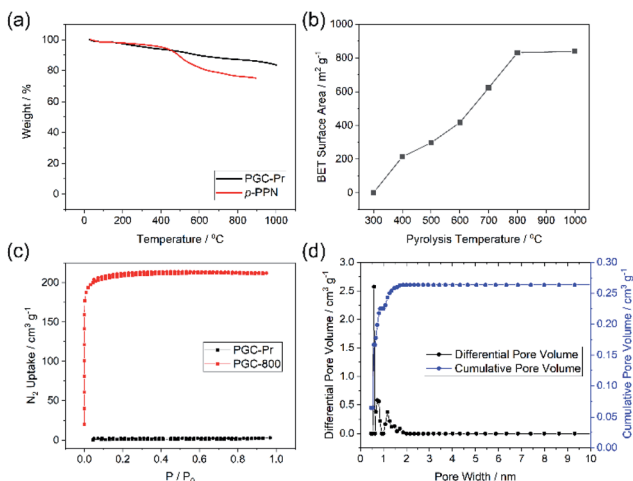 (a)
100
80
60
40
20
0
Weight / %
PGC-Pr
p-PPN
0 200 400 600 800 1000
Temperature / ⁰C
(b)
1000
800
600
400
200
0
BET Surface Area / m² g⁻¹
300 400 500 600 700 800 900 1000
Pyrolysis Temperature / °C
(c)
200
150
100
50
0
N₂ Uptake / cm³ g⁻¹
PGC-Pr
PGC-800
0.0 0.2 0.4 0.6 0.8 1.0
P / P₀
(d)
3.0
2.5
2.0
1.5
1.0
0.5
0.0
Differential Pore Volume / cm³ g⁻¹
Differential Pore Volume
Cumulative Pore Volume
0.30
0.25
0.20
0.15
0.10
0.05
0.00
Cumulative Pore Volume / cm³ g⁻¹
0 1 2 3 4 5 6 7 8 9 10
Pore Width / nm